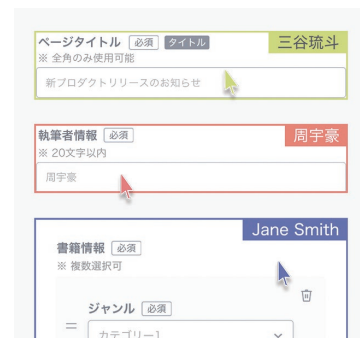 ページタイトル 必須 タイトル 三谷琉斗
※ 全角のみ使用可能
新プロダクトリリースのお知らせ
執筆者情報 必須 周宇豪
※ 20文字以内
周宇豪
Jane Smith
書籍情報 必須
※ 複数選択可
ジャンル 必須
カテゴリー1